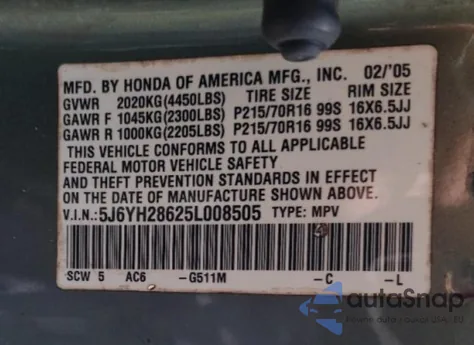 MFD. BY HONDA OF AMERICA MFG., INC. 02/'05
GVWR 2020KG(4450LBS) TIRE SIZE RIM SIZE
GAWR F 1045KG(2300LBS) P215/70R16 99S 16X6.5JJ
GAWR R 1000KG(2205LBS) P215/70R16 99S 16X6.5JJ
THIS VEHICLE CONFORMS TO ALL APPLICABLE
FEDERAL MOTOR VEHICLE SAFETY
AND THEFT PREVENTION STANDARDS IN EFFECT
ON THE DATE OF MANUFACTURE SHOWN ABOVE.
V.I.N.: 5J6YH28625L008505 TYPE: MPV
SCW 5 AC6 -G511M -C -L
autoSnap